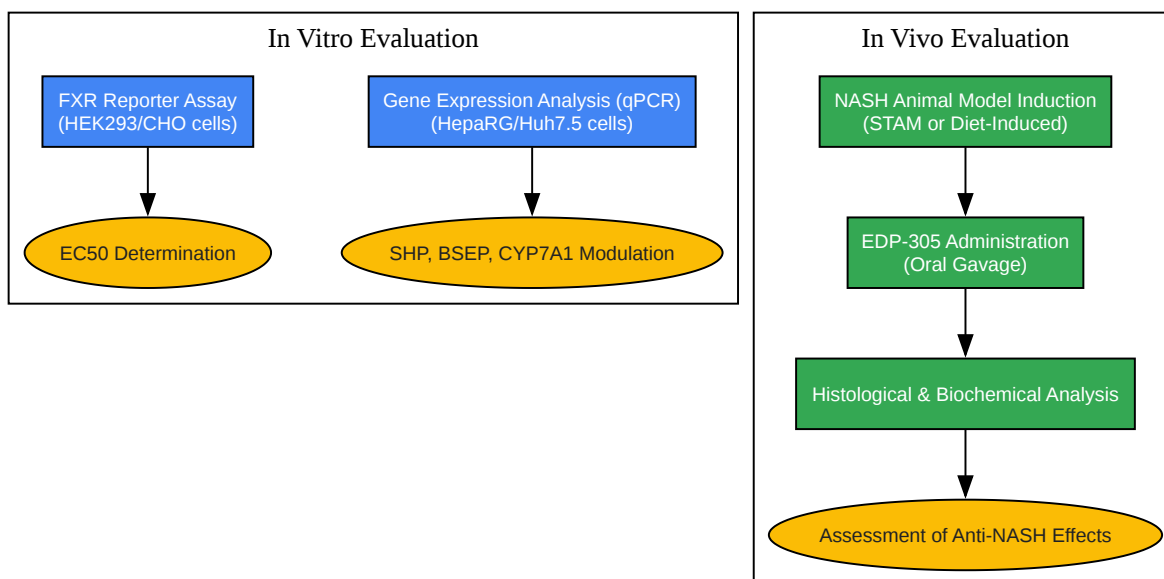 In Vitro Evaluation
FXR Reporter Assay
(HEK293/CHO cells)
Gene Expression Analysis (qPCR)
(HepaRG/Huh7.5 cells)
EC50 Determination
SHP, BSEP, CYP7A1 Modulation
In Vivo Evaluation
NASH Animal Model Induction
(STAM or Diet-Induced)
EDP-305 Administration
(Oral Gavage)
Histological & Biochemical Analysis
Assessment of Anti-NASH Effects